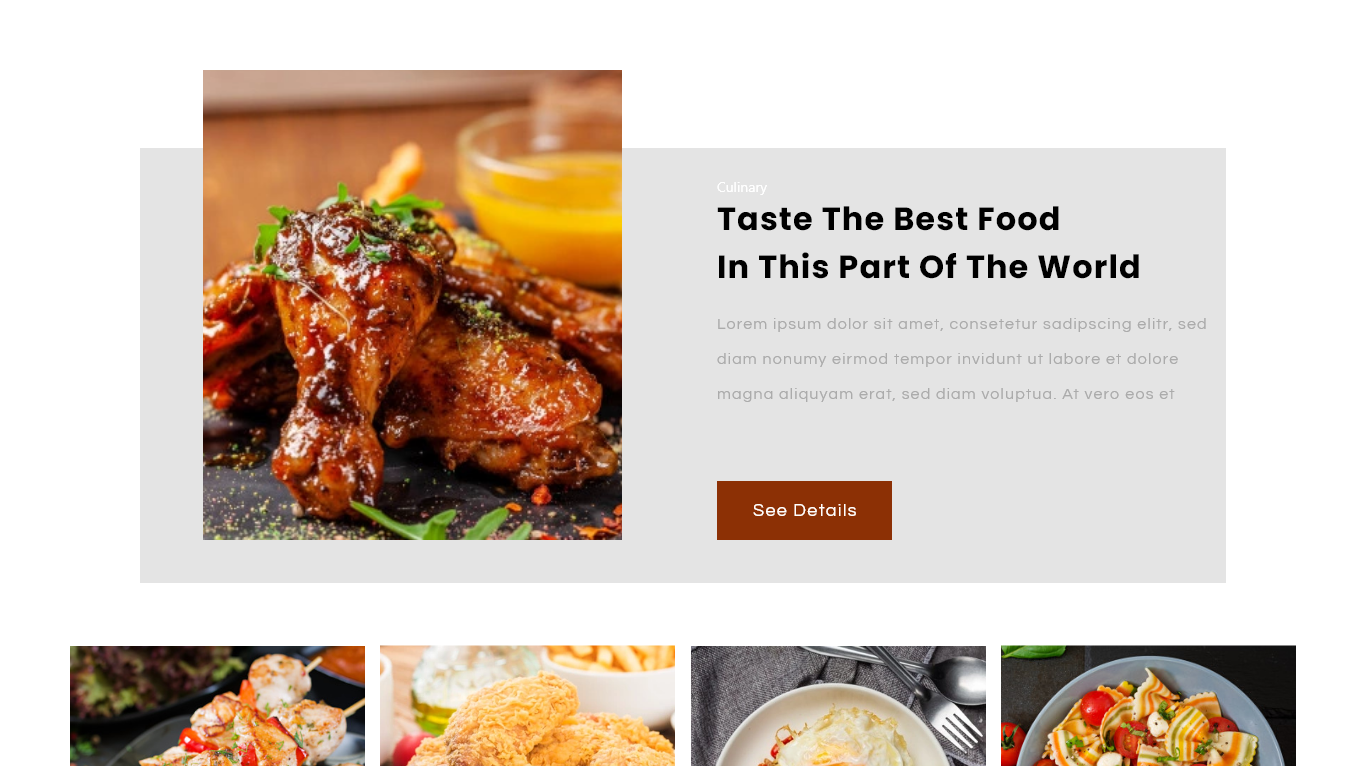 Culinary
Taste The Best Food
In This Part Of The World
Lorem ipsum dolor sit amet, consetetur sadipscing elitr, sed
diam nonumy eirmod tempor invidunt ut labore et dolore
magna aliquyam erat, sed diam voluptua. At vero eos et
See Details